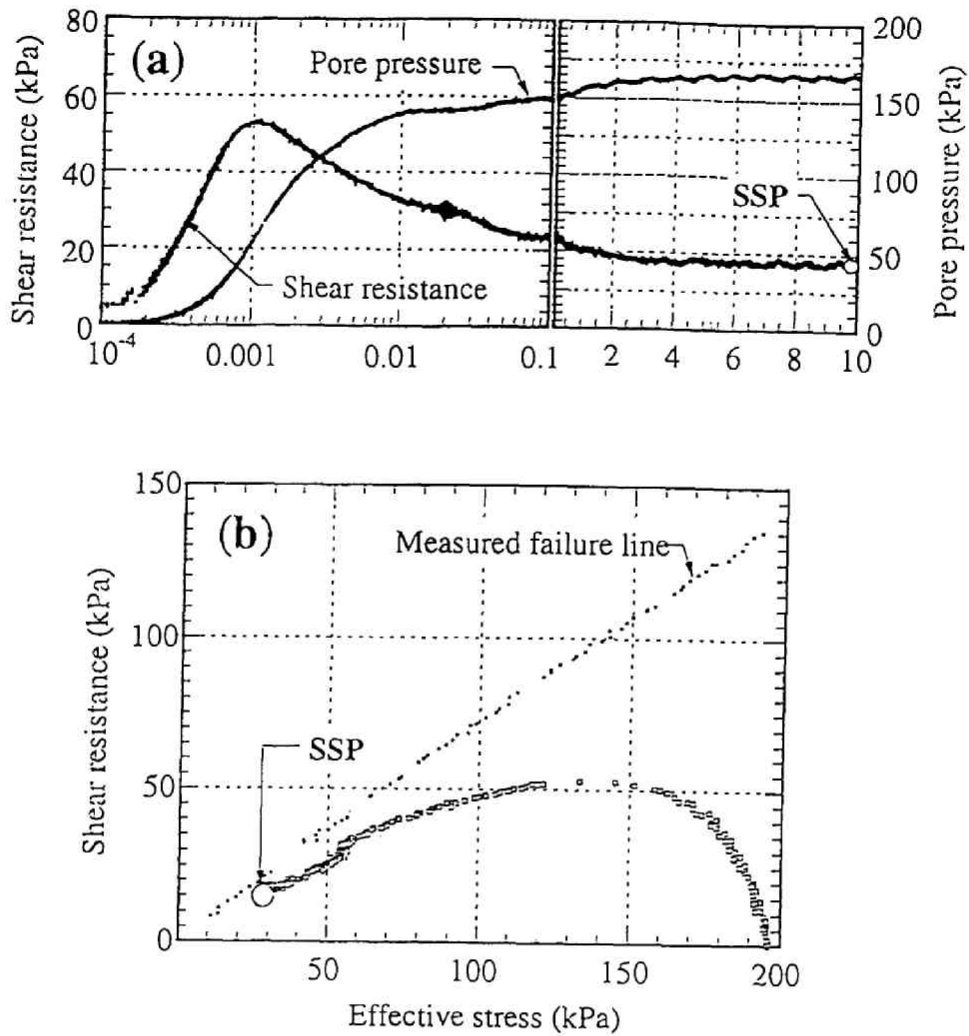 (a)
Shear resistance (kPa)
80
60
40
20
0
Pore pressure
Shear resistance
SSP
200
150
100
50
0
Pore pressure (kPa)
10-4 0.001 0.01 0.1 2 4 6 8 10
(b)
Shear resistance (kPa)
150
100
50
0
Measured failure line
SSP
50 100 150 200
Effective stress (kPa)